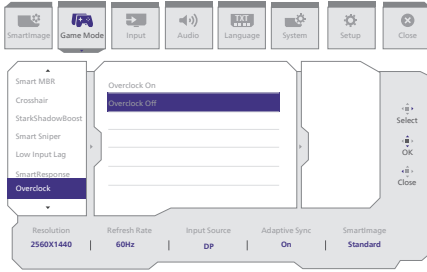 SmartImage
Game Mode
Input
Audio
TXT
Language
System
Setup
Close
Smart MBR
Crosshair
StarkShadowBoost
Smart Sniper
Low Input Lag
SmartResponse
Overclock
Overclock On
Overclock Off
Select
OK
Close
Resolution Refresh Rate Input Source Adaptive Sync SmartImage
2560X1440 | 60Hz | DP | On | Standard